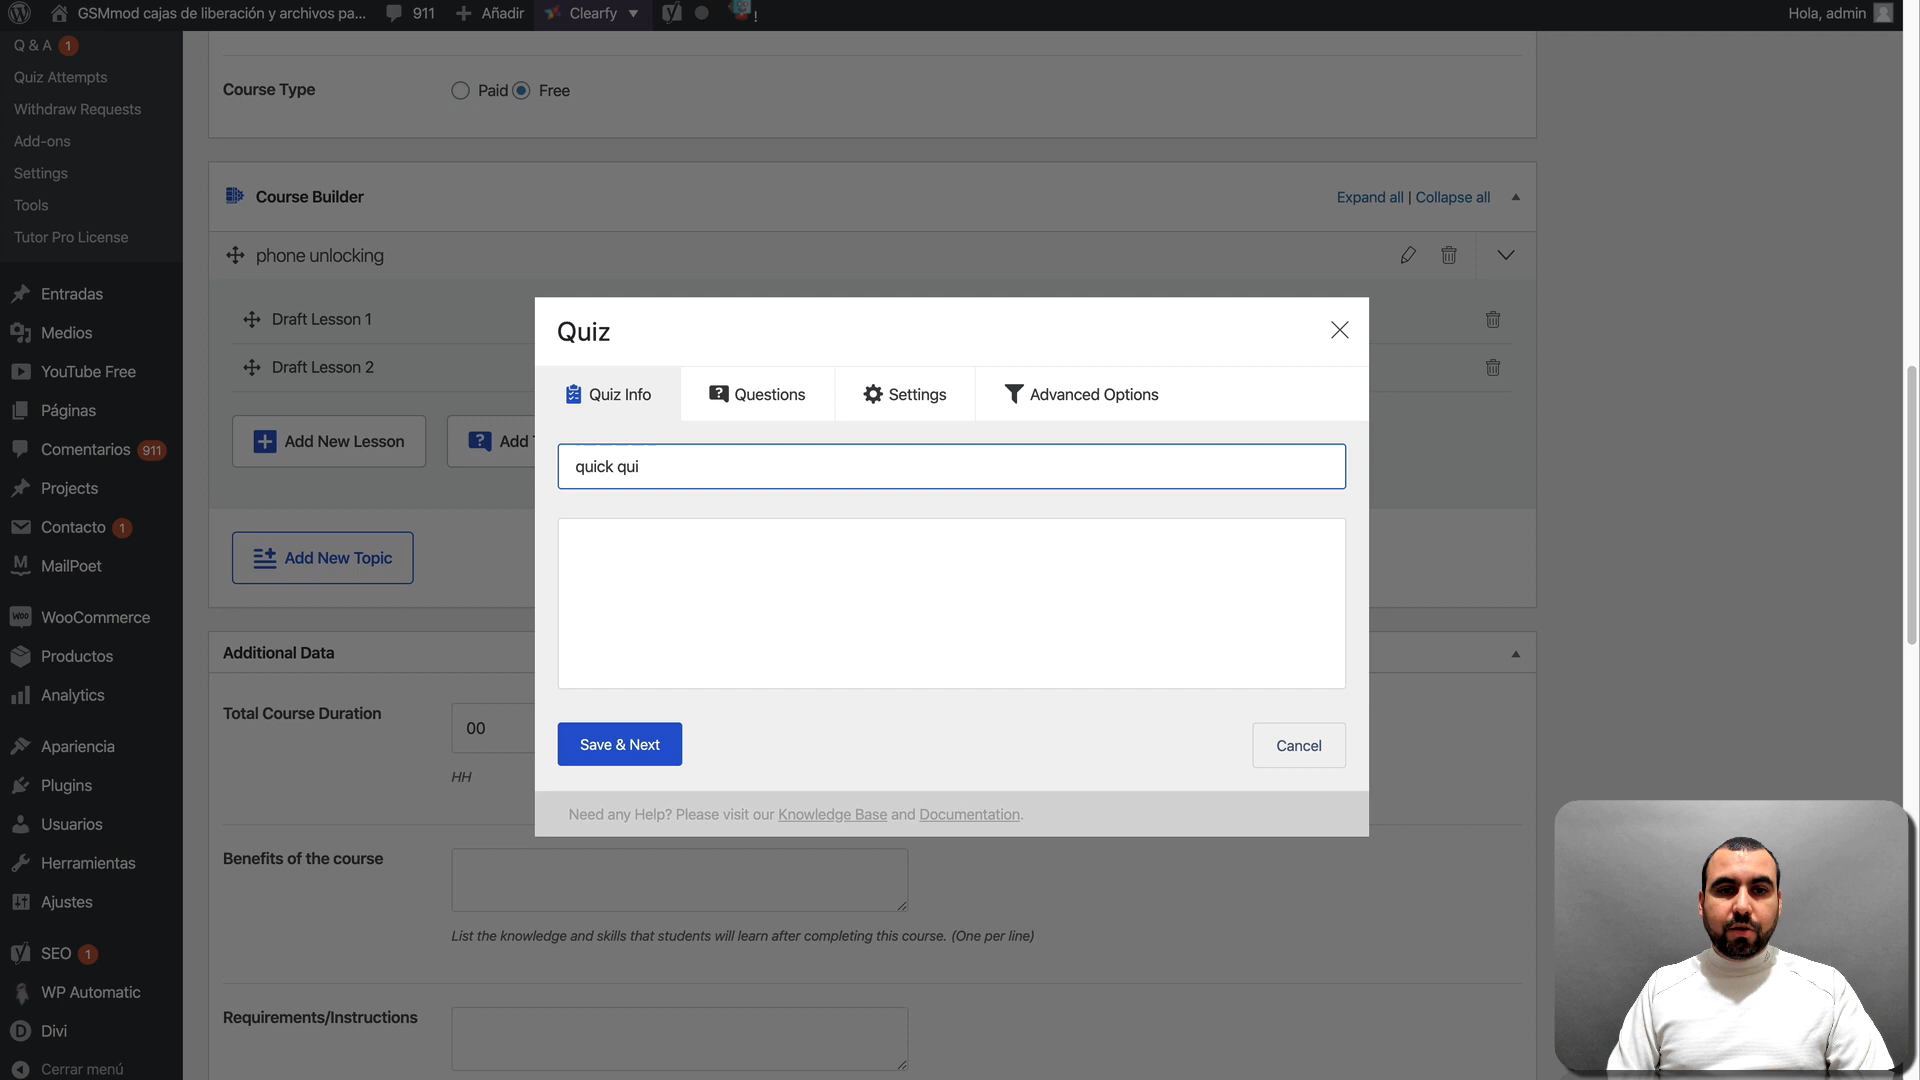 GSMmod cajas de liberación y archivos pa... 911 Añadir Clearfy ▼ ! Hola, admin
Q & A 1
Quiz Attempts
Withdraw Requests
Add-ons
Settings
Tools
Tutor Pro License
Entradas
Medios
YouTube Free
Páginas
Comentarios 911
Projects
Contacto 1
MailPoet
WooCommerce
Productos
Analytics
Apariencia
Plugins
Usuarios
Herramientas
Ajustes
SEO 1
WP Automatic
Divi
Cerrar menú
Course Type Paid Free
Course Builder Expand all | Collapse all
phone unlocking
Draft Lesson 1
Draft Lesson 2
Add New Lesson Add
Add New Topic
Additional Data
Total Course Duration 00
HH
Benefits of the course
List the knowledge and skills that students will learn after completing this course. (One per line)
Requirements/Instructions
Quiz
Quiz Info Questions Settings Advanced Options
quick qui
Save & Next Cancel
Need any Help? Please visit our Knowledge Base and Documentation.